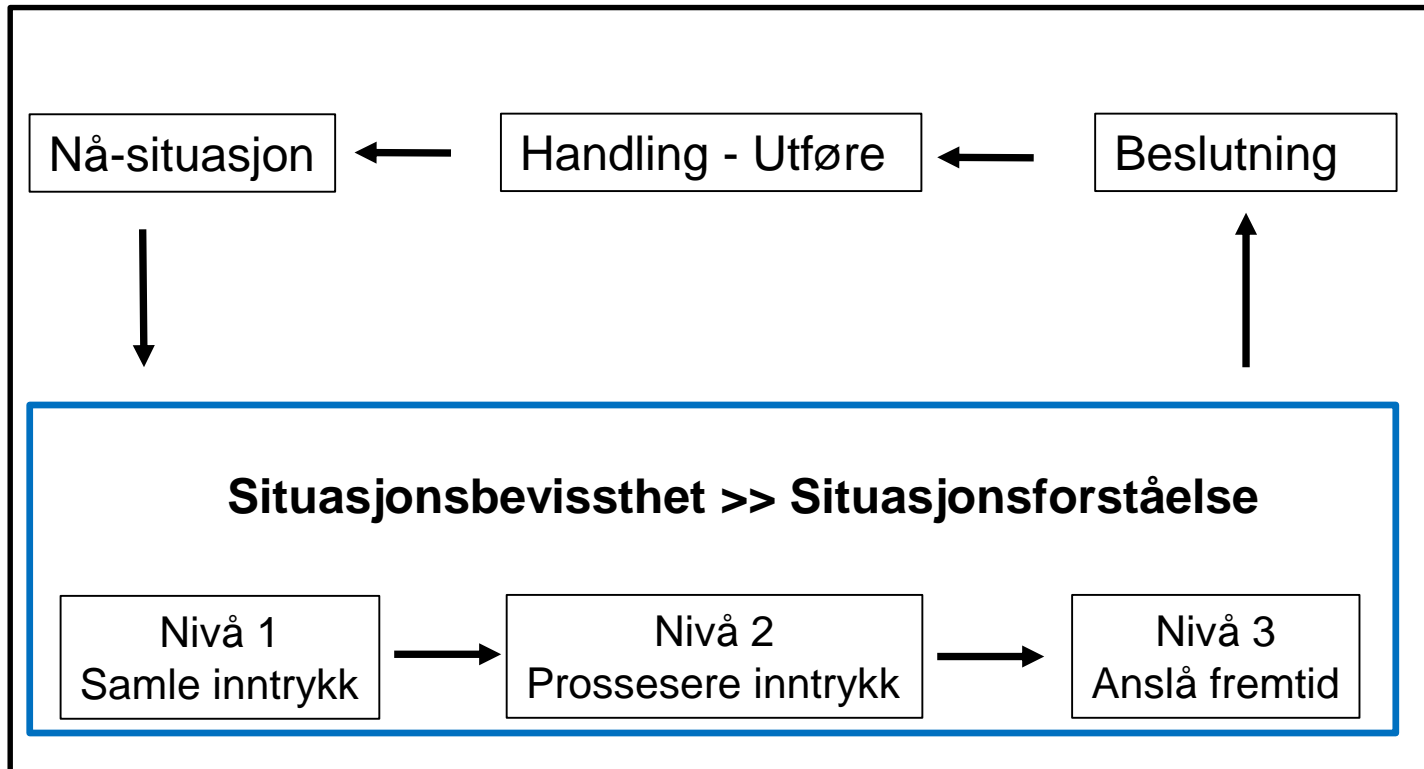 Nå-situasjon
Handling - Utføre
Beslutning
Situasjonsbevissthet >> Situasjonsforståelse
Nivå 1
Samle inntrykk
Nivå 2
Prossesere inntrykk
Nivå 3
Anslå fremtid